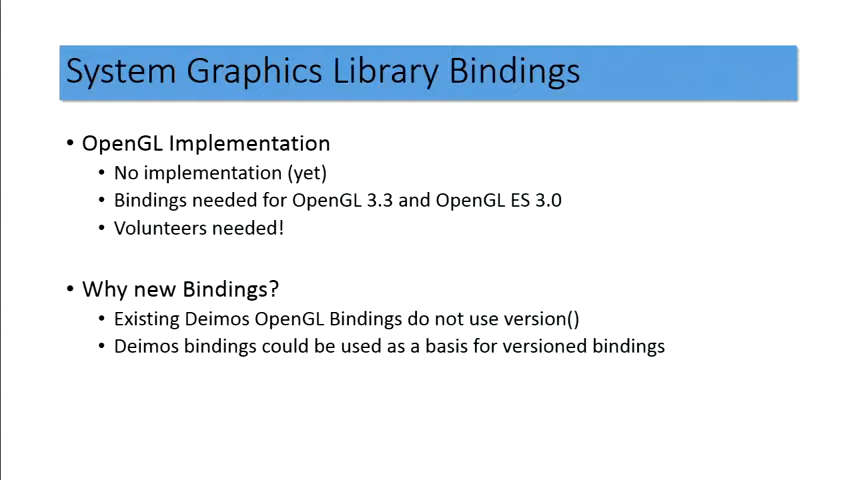 System Graphics Library Bindings
• OpenGL Implementation
• No implementation (yet)
• Bindings needed for OpenGL 3.3 and OpenGL ES 3.0
• Volunteers needed!
• Why new Bindings?
• Existing Deimos OpenGL Bindings do not use version()
• Deimos bindings could be used as a basis for versioned bindings